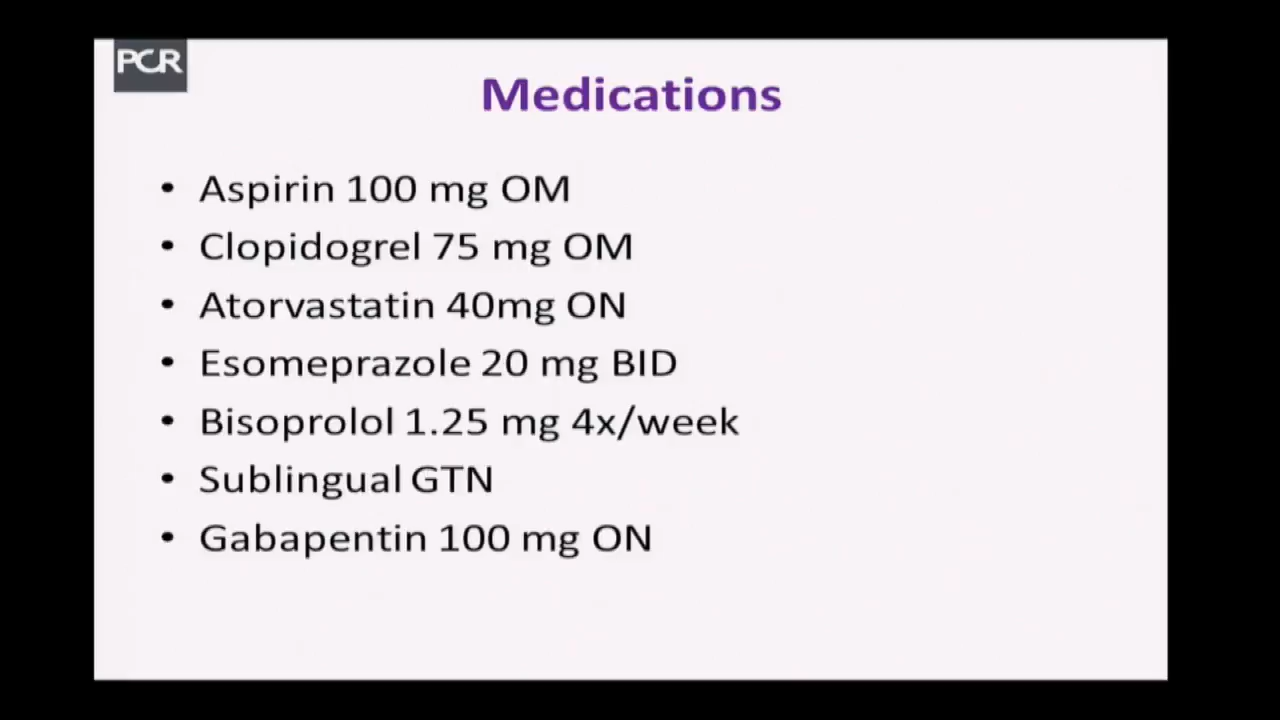 PCR
Medications
• Aspirin 100 mg OM
• Clopidogrel 75 mg OM
• Atorvastatin 40mg ON
• Esomeprazole 20 mg BID
• Bisoprolol 1.25 mg 4x/week
• Sublingual GTN
• Gabapentin 100 mg ON